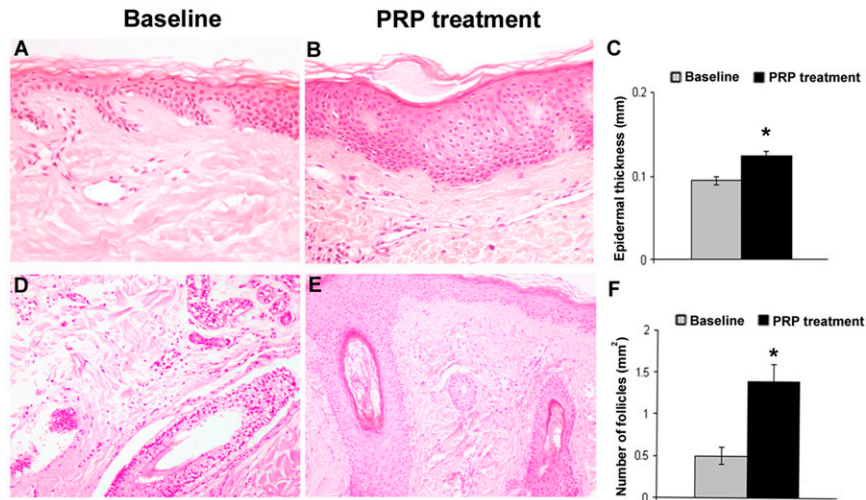 Baseline
PRP treatment
A
B
C
Baseline
PRP treatment
Epidermal thickness (mm)
0.2
0.1
0
*
D
E
F
Baseline
PRP treatment
Number of follicles (mm²)
2
1.5
1
0.5
0
*